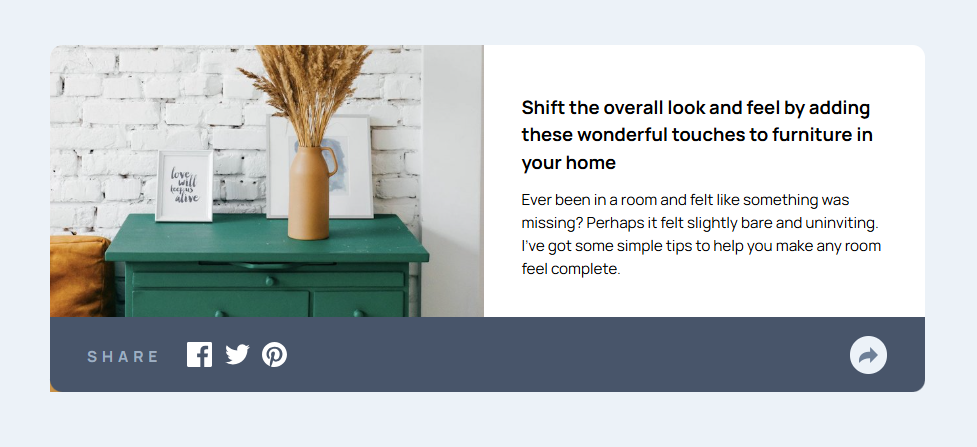 love
will
keep us
alive
Shift the overall look and feel by adding
these wonderful touches to furniture in
your home
Ever been in a room and felt like something was
missing? Perhaps it felt slightly bare and uninviting.
I've got some simple tips to help you make any room
feel complete.
SHARE